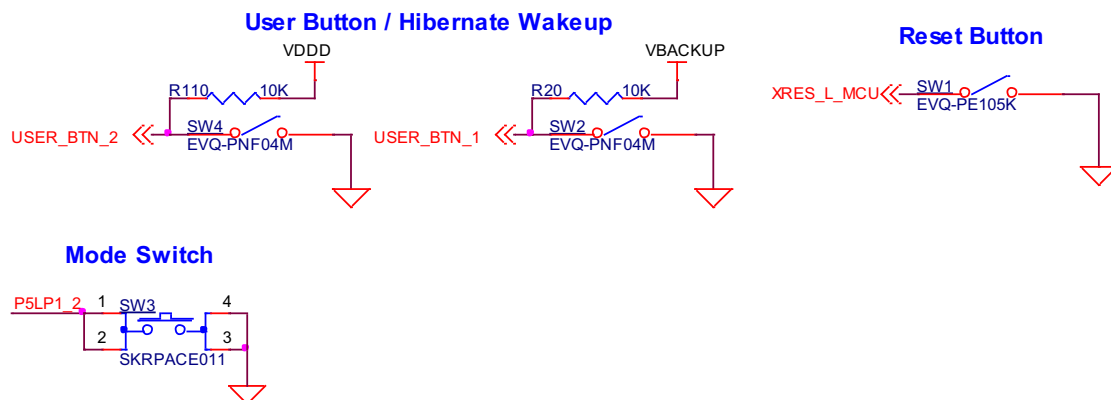 User Button / Hibernate Wakeup
Reset Button
VDDD
VBACKUP
R110 10K
R20 10K
XRES_L_MCU
SW1
EVQ-PE105K
USER_BTN_2
SW4
EVQ-PNF04M
USER_BTN_1
SW2
EVQ-PNF04M
Mode Switch
P5LP1_2
1
SW3
4
2
3
SKRPACE011